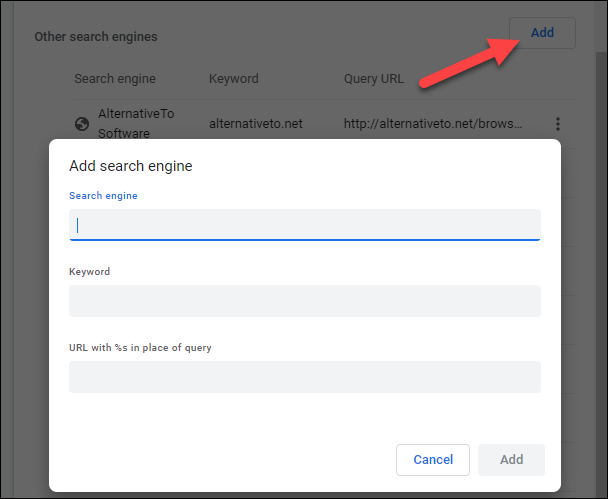 Other search engines
Add
Search engine Keyword Query URL
AlternativeTo
Software
alternativeto.net http://alternativeto.net/brows...
Add search engine
Search engine
Keyword
URL with %s in place of query
Cancel Add